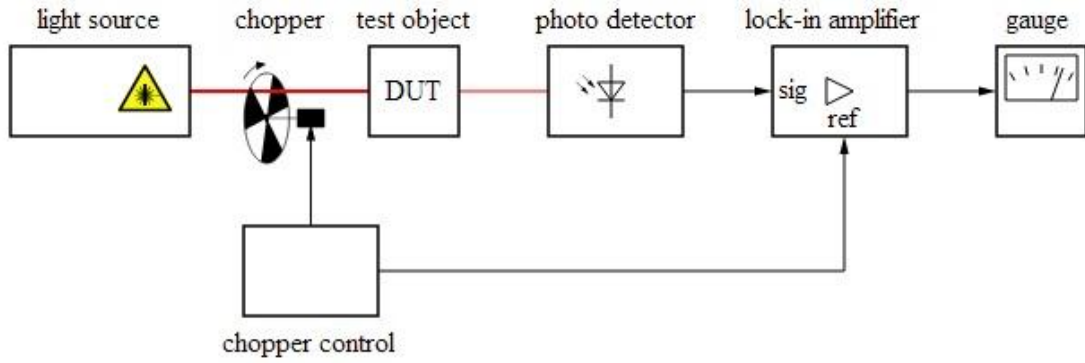 light source
chopper
test object
photo detector
lock-in amplifier
gauge
DUT
sig
ref
chopper control